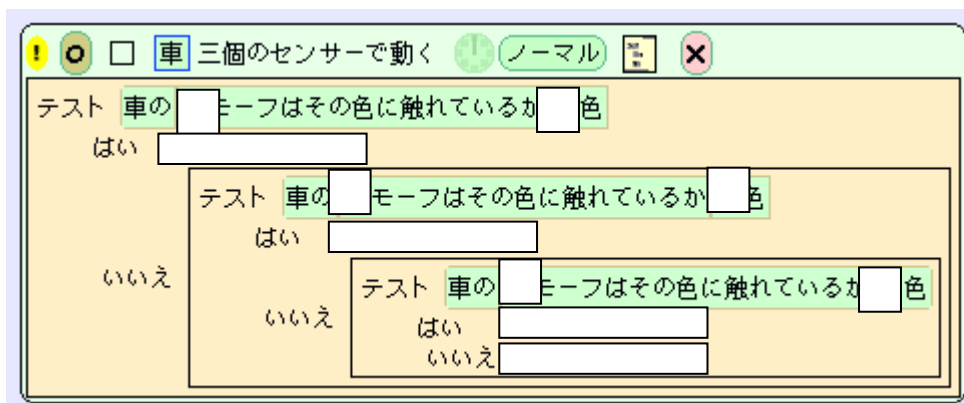 ! 車 三個のセンサーで動く ノーマル ×
テスト 車の モーフはその色に触れているか 色
はい
テスト 車の モーフはその色に触れているか 色
はい
いいえ
テスト 車の モーフはその色に触れているか 色
いいえ
はい
いいえ